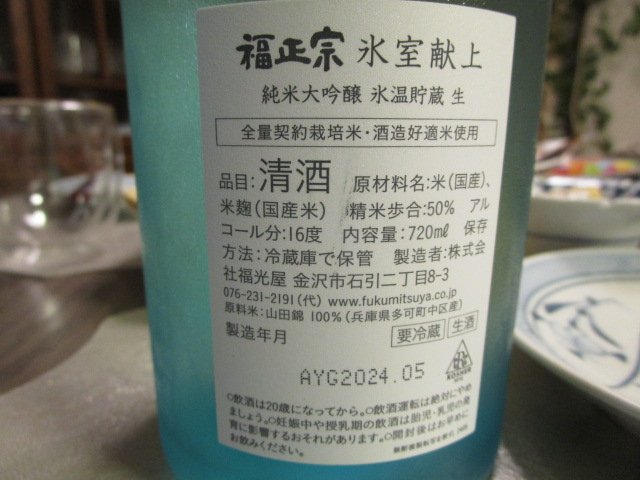 福正宗 氷室献上
純米大吟醸 氷温貯蔵 生
全量契約栽培米・酒造好適米使用
品目:清酒 原材料名:米(国産)、
米麹(国産米) 精米歩合:50% アル
コール分:16度 内容量:720mℓ 保存
方法:冷蔵庫で保管 製造者:株式会
社福光屋 金沢市石引二丁目8-3
076-231-2191(代) www.fukumitsuya.co.jp
原料米:山田錦 100%(兵庫県多可町中区産)
製造年月 要冷蔵 生酒
AYG2024.05
KOSHER
○飲酒は20歳になってから。○飲酒運転は絶対にやめ
ましょう。○妊娠中や授乳期の飲酒は胎児・乳児の発
育に影響するおそれがあります。○開封後はお早めに
お飲みください。